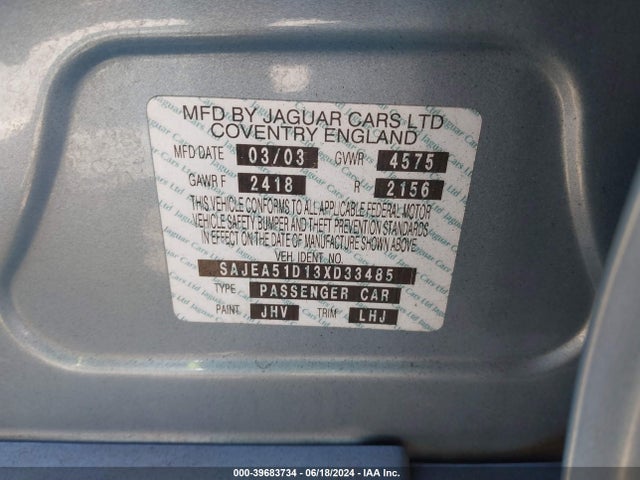 MFD BY JAGUAR CARS LTD
COVENTRY ENGLAND
MFD DATE 03/03 GVWR 4575
GAWR F 2418 R 2156
THIS VEHICLE CONFORMS TO ALL APPLICABLE FEDERAL MOTOR
VEHICLE SAFETY BUMPER AND THEFT PREVENTION STANDARDS
IN EFFECT ON THE DATE OF MANUFACTURE SHOWN ABOVE.
VEH. IDENT NO.
SAJEA51D13XD33485
TYPE PASSENGER CAR
PAINT JHV TRIM LHJ
000-39683734 - 06/18/2024 - IAA Inc.